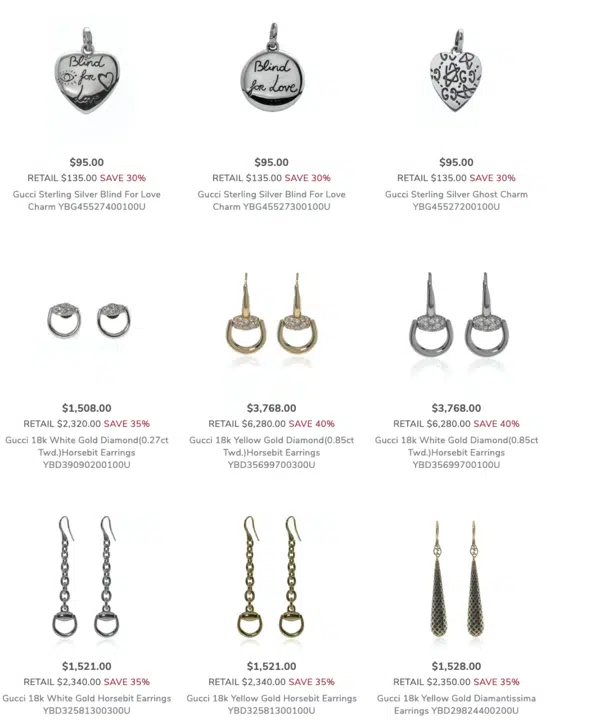 Blind
for
Love
Blind
for Love
$95.00
RETAIL $135.00 SAVE 30%
Gucci Sterling Silver Blind For Love
Charm YBG45527400100U
$95.00
RETAIL $135.00 SAVE 30%
Gucci Sterling Silver Blind For Love
Charm YBG45527300100U
$95.00
RETAIL $135.00 SAVE 30%
Gucci Sterling Silver Ghost Charm
YBG45527200100U
$1,508.00
RETAIL $2,320.00 SAVE 35%
Gucci 18k White Gold Diamond(0.27ct
Twd.)Horsebit Earrings
YBD39090200100U
$3,768.00
RETAIL $6,280.00 SAVE 40%
Gucci 18k Yellow Gold Diamond(0.85ct
Twd.)Horsebit Earrings
YBD35699700300U
$3,768.00
RETAIL $6,280.00 SAVE 40%
Gucci 18k White Gold Diamond(0.85ct
Twd.)Horsebit Earrings
YBD35699700100U
$1,521.00
RETAIL $2,340.00 SAVE 35%
Gucci 18k White Gold Horsebit Earrings
YBD32581300300U
$1,521.00
RETAIL $2,340.00 SAVE 35%
Gucci 18k Yellow Gold Horsebit Earrings
YBD32581300100U
$1,528.00
RETAIL $2,350.00 SAVE 35%
Gucci 18k Yellow Gold Diamantissima
Earrings YBD29824400200U